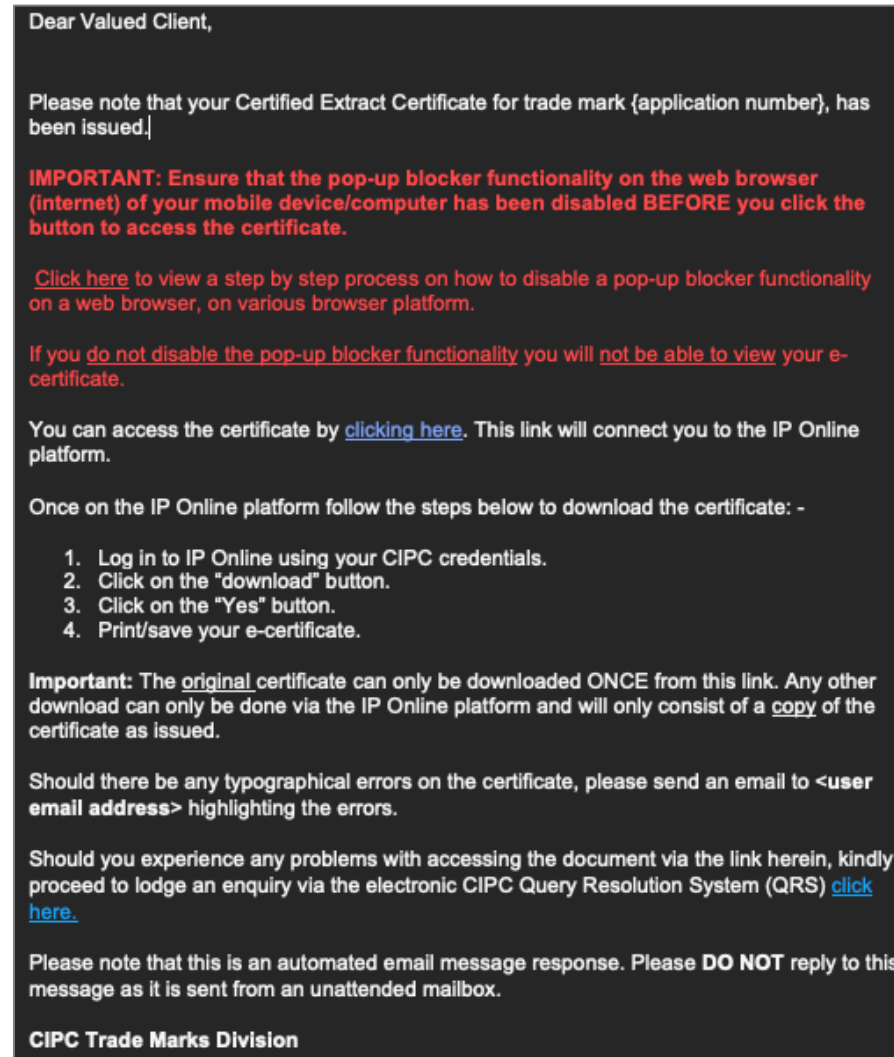 Dear Valued Client,
Please note that your Certified Extract Certificate for trade mark {application number}, has
been issued.
IMPORTANT: Ensure that the pop-up blocker functionality on the web browser
(internet) of your mobile device/computer has been disabled BEFORE you click the
button to access the certificate.
Click here to view a step by step process on how to disable a pop-up blocker functionality
on a web browser, on various browser platform.
If you do not disable the pop-up blocker functionality you will not be able to view your e-
certificate.
You can access the certificate by clicking here. This link will connect you to the IP Online
platform.
Once on the IP Online platform follow the steps below to download the certificate: -
1. Log in to IP Online using your CIPC credentials.
2. Click on the “download” button.
3. Click on the “Yes” button.
4. Print/save your e-certificate.
Important: The original certificate can only be downloaded ONCE from this link. Any other
download can only be done via the IP Online platform and will only consist of a copy of the
certificate as issued.
Should there be any typographical errors on the certificate, please send an email to <user
email address> highlighting the errors.
Should you experience any problems with accessing the document via the link herein, kindly
proceed to lodge an enquiry via the electronic CIPC Query Resolution System (QRS) click
here.
Please note that this is an automated email message response. Please DO NOT reply to this
message as it is sent from an unattended mailbox.
CIPC Trade Marks Division